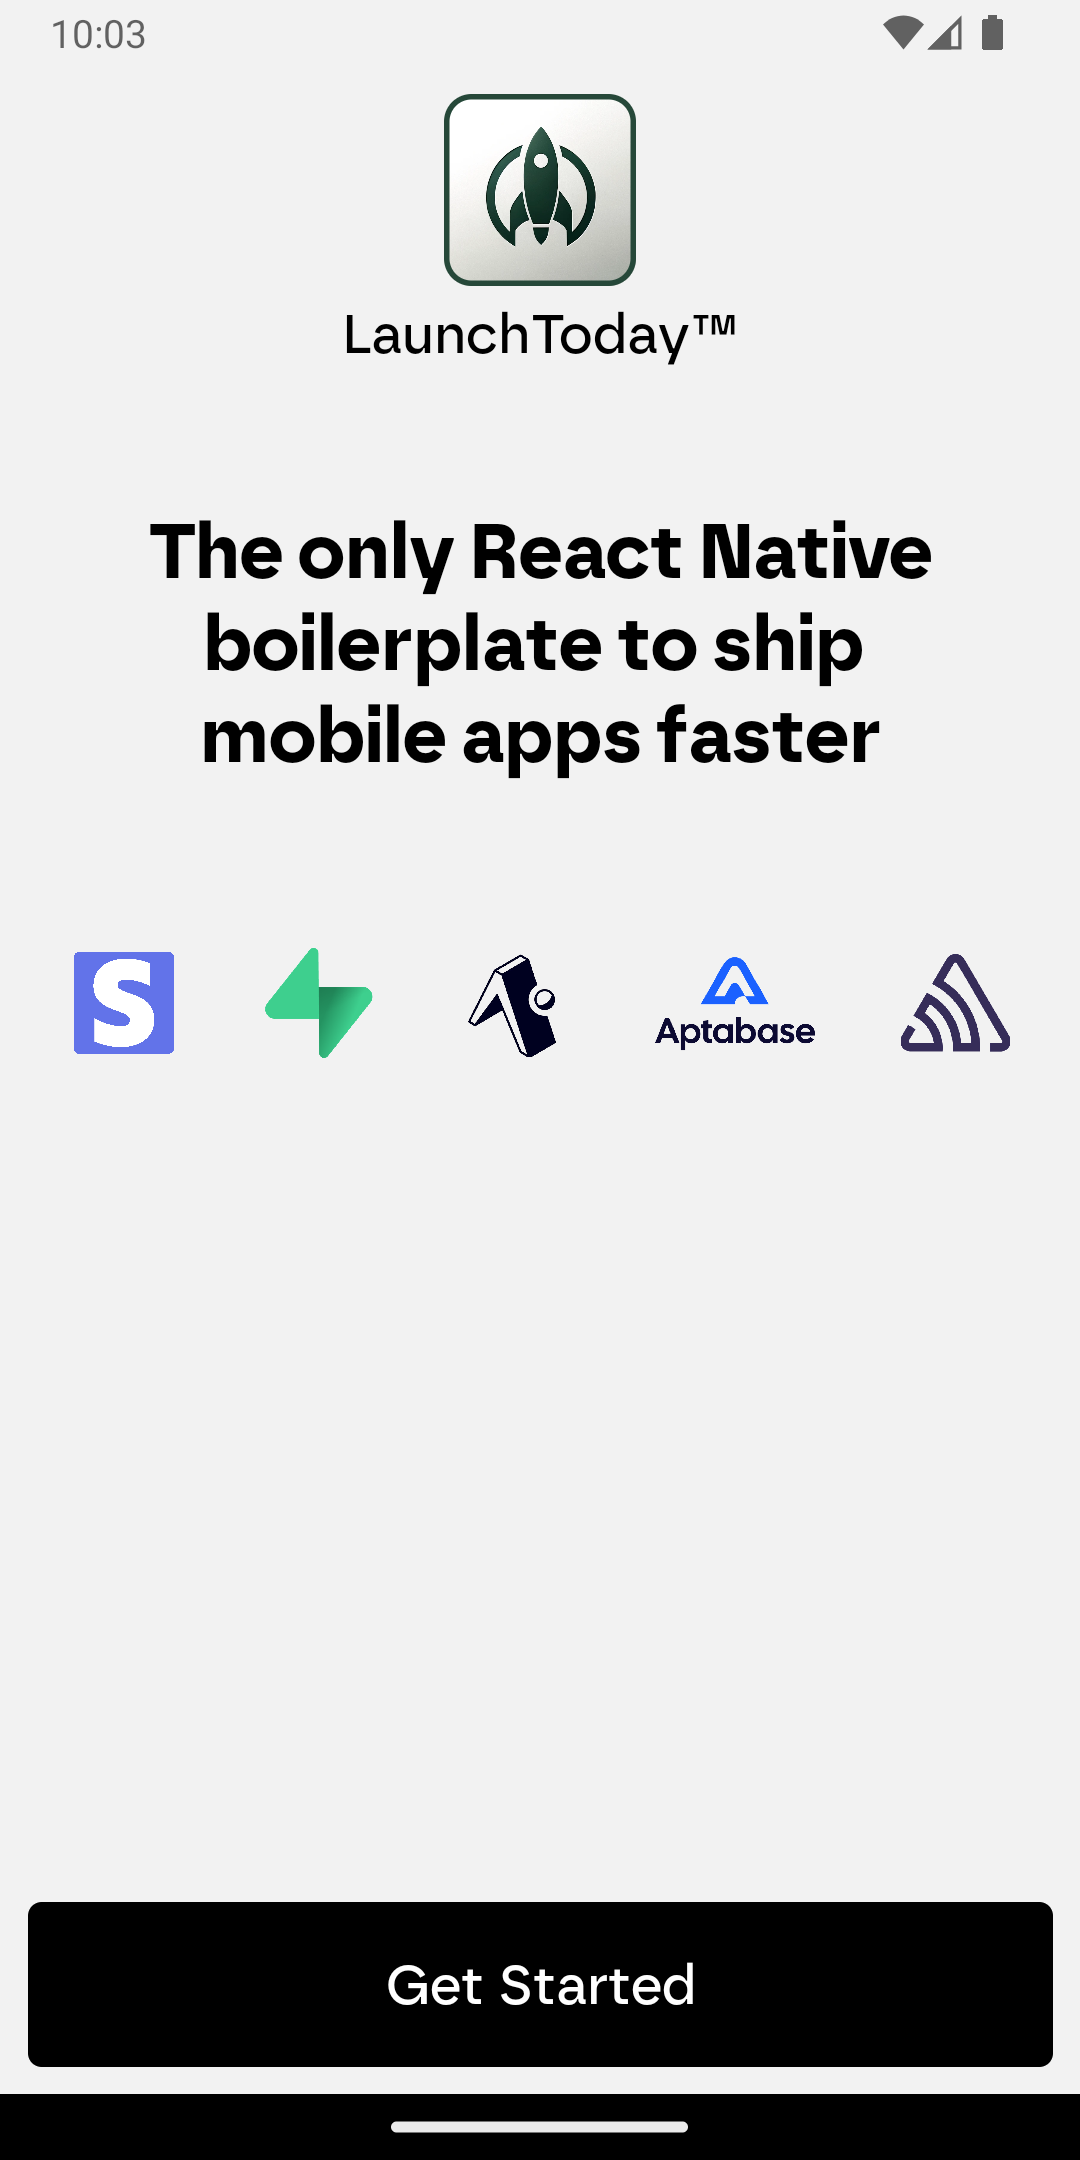 10:03
LaunchToday™
The only React Native
boilerplate to ship
mobile apps faster
S
Aptabase
Get Started